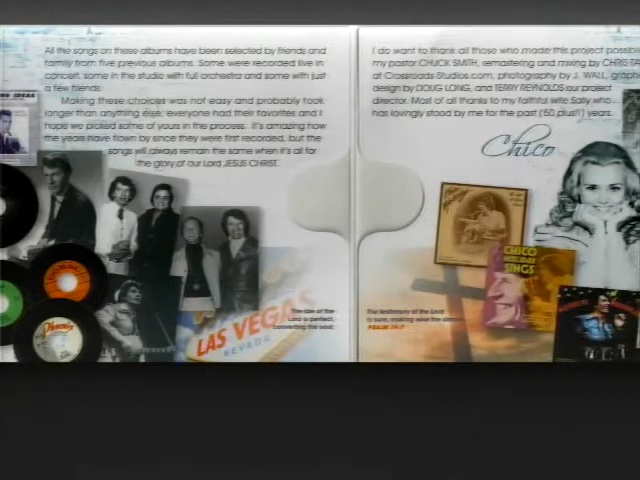 All the songs on these albums have been selected by friends and
family from five previous albums. Some were recorded live in
concert, some in the studio with full orchestra and some with just
a few friends.
Making these choices was not easy and probably took
longer than anything else; everyone had their favorites and I
hope we picked some of yours in the process. It's amazing how
the years have flown by since they were first recorded, but the
songs will always remain the same when it's all for
the glory of our Lord JESUS CHRIST.
LAS VEGAS
NEVADA
Phoenix
The law of the
Lord is perfect,
converting the soul:
I do want to thank all those who made this project possib
my pastor CHUCK SMITH, remastering and mixing by CHRIS
at Crossroads-Studios.com, photography by J. WALL, graph
design by DOUG LONG, and TERRY REYNOLDS our project
director. Most of all thanks to my faithful wife Sally who...
has lovingly stood by me for the past ('50 plus!!) years.
Chico
CHICO
HOLIDAY
SINGS
The testimony of the Lord
is sure, making wise the simple.
PSALM 19:7